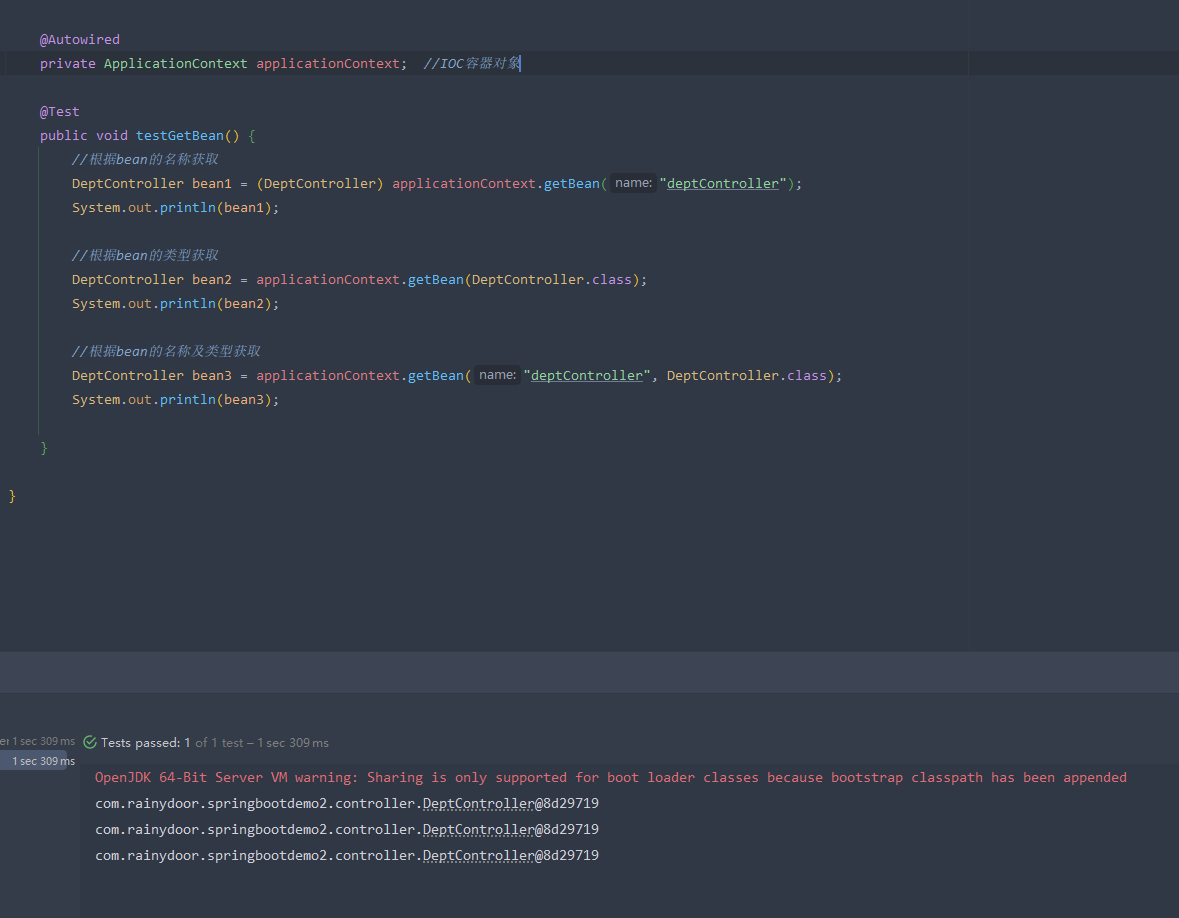 @Autowired
private ApplicationContext applicationContext;  //IOC容器对象
@Test
public void testGetBean() {
//根据bean的名称获取
DeptController bean1 = (DeptController) applicationContext.getBean( name: "deptController");
System.out.println(bean1);
//根据bean的类型获取
DeptController bean2 = applicationContext.getBean(DeptController.class);
System.out.println(bean2);
//根据bean的名称及类型获取
DeptController bean3 = applicationContext.getBean( name: "deptController", DeptController.class);
System.out.println(bean3);
}
}
er 1 sec 309 ms Tests passed: 1 of 1 test – 1 sec 309 ms
1 sec 309 ms
OpenJDK 64-Bit Server VM warning: Sharing is only supported for boot loader classes because bootstrap classpath has been appended
com.rainydoor.springbootdemo2.controller.DeptController@8d29719
com.rainydoor.springbootdemo2.controller.DeptController@8d29719
com.rainydoor.springbootdemo2.controller.DeptController@8d29719